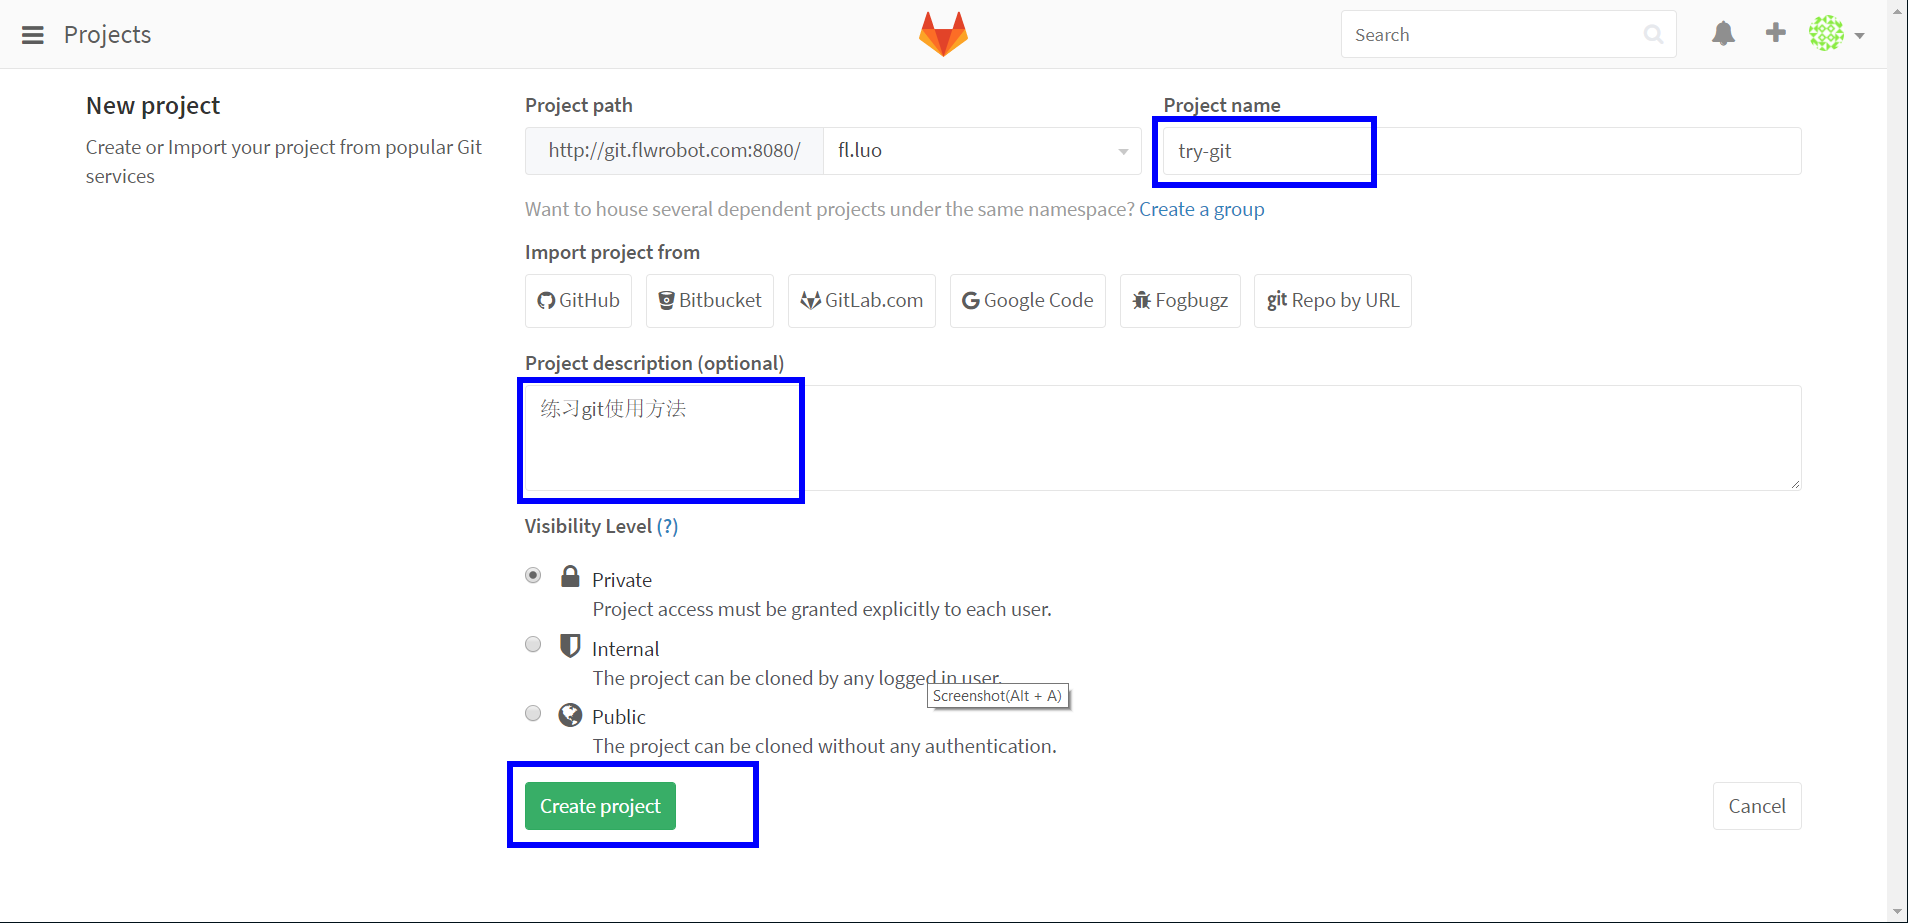 Projects
Search
New project
Create or Import your project from popular Git
services
Project path
Project name
http://git.flwrobot.com:8080/
fl.luo
try-git
Want to house several dependent projects under the same namespace? Create a group
Import project from
GitHub
Bitbucket
GitLab.com
Google Code
Fogbugz
git Repo by URL
Project description (optional)
练习git使用方法
Visibility Level (?)
Private
Project access must be granted explicitly to each user.
Internal
The project can be cloned by any logged in user.
Screenshot(Alt + A)
Public
The project can be cloned without any authentication.
Create project
Cancel